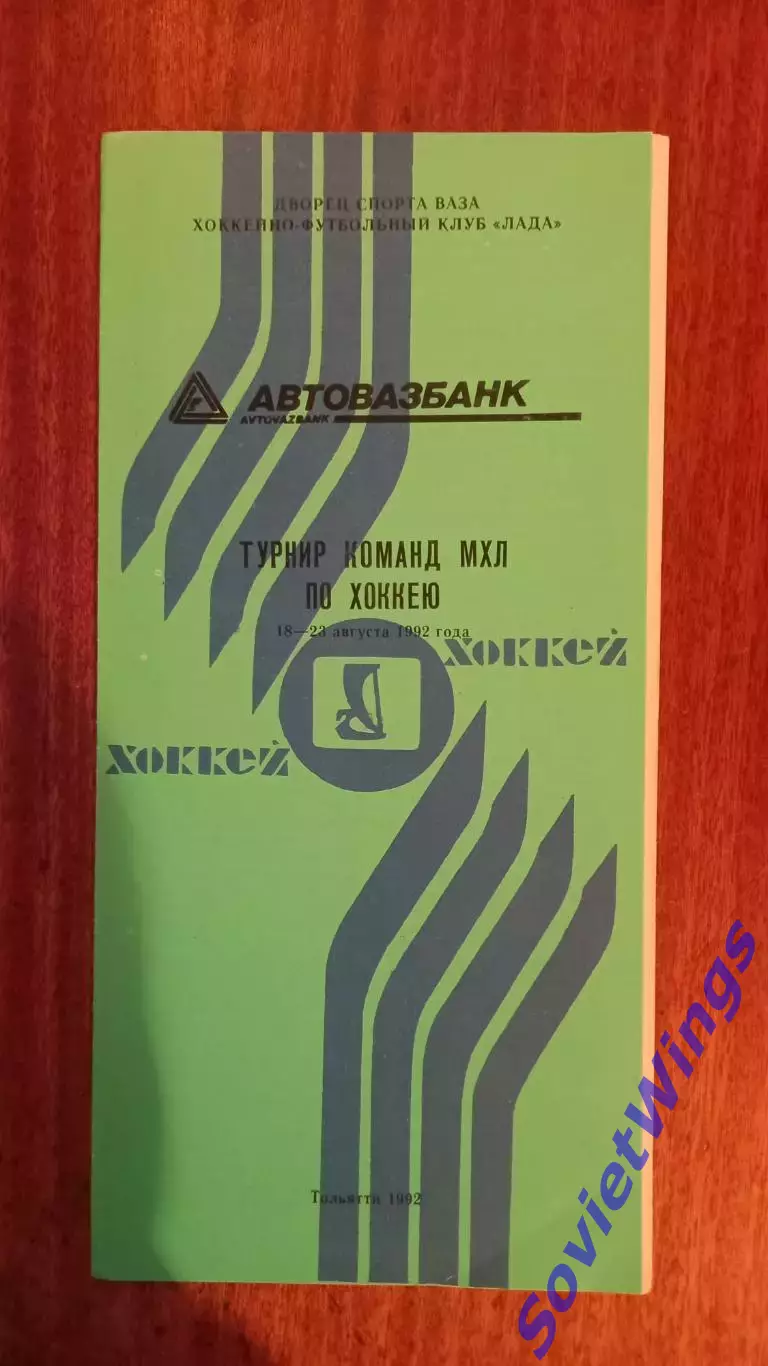 ДВОРЕЦ СПОРТА ВАЗА
ХОККЕЙНО-ФУТБОЛЬНЫЙ КЛУБ «ЛАДА»
АВТОВАЗБАНК
AVTOVAZBANK
ТУРНИР КОМАНД МХЛ
ПО ХОККЕЮ
18—23 августа 1992 года
ХОККЕЙ
ХОККЕЙ
Тольятти 1992
SovietWings